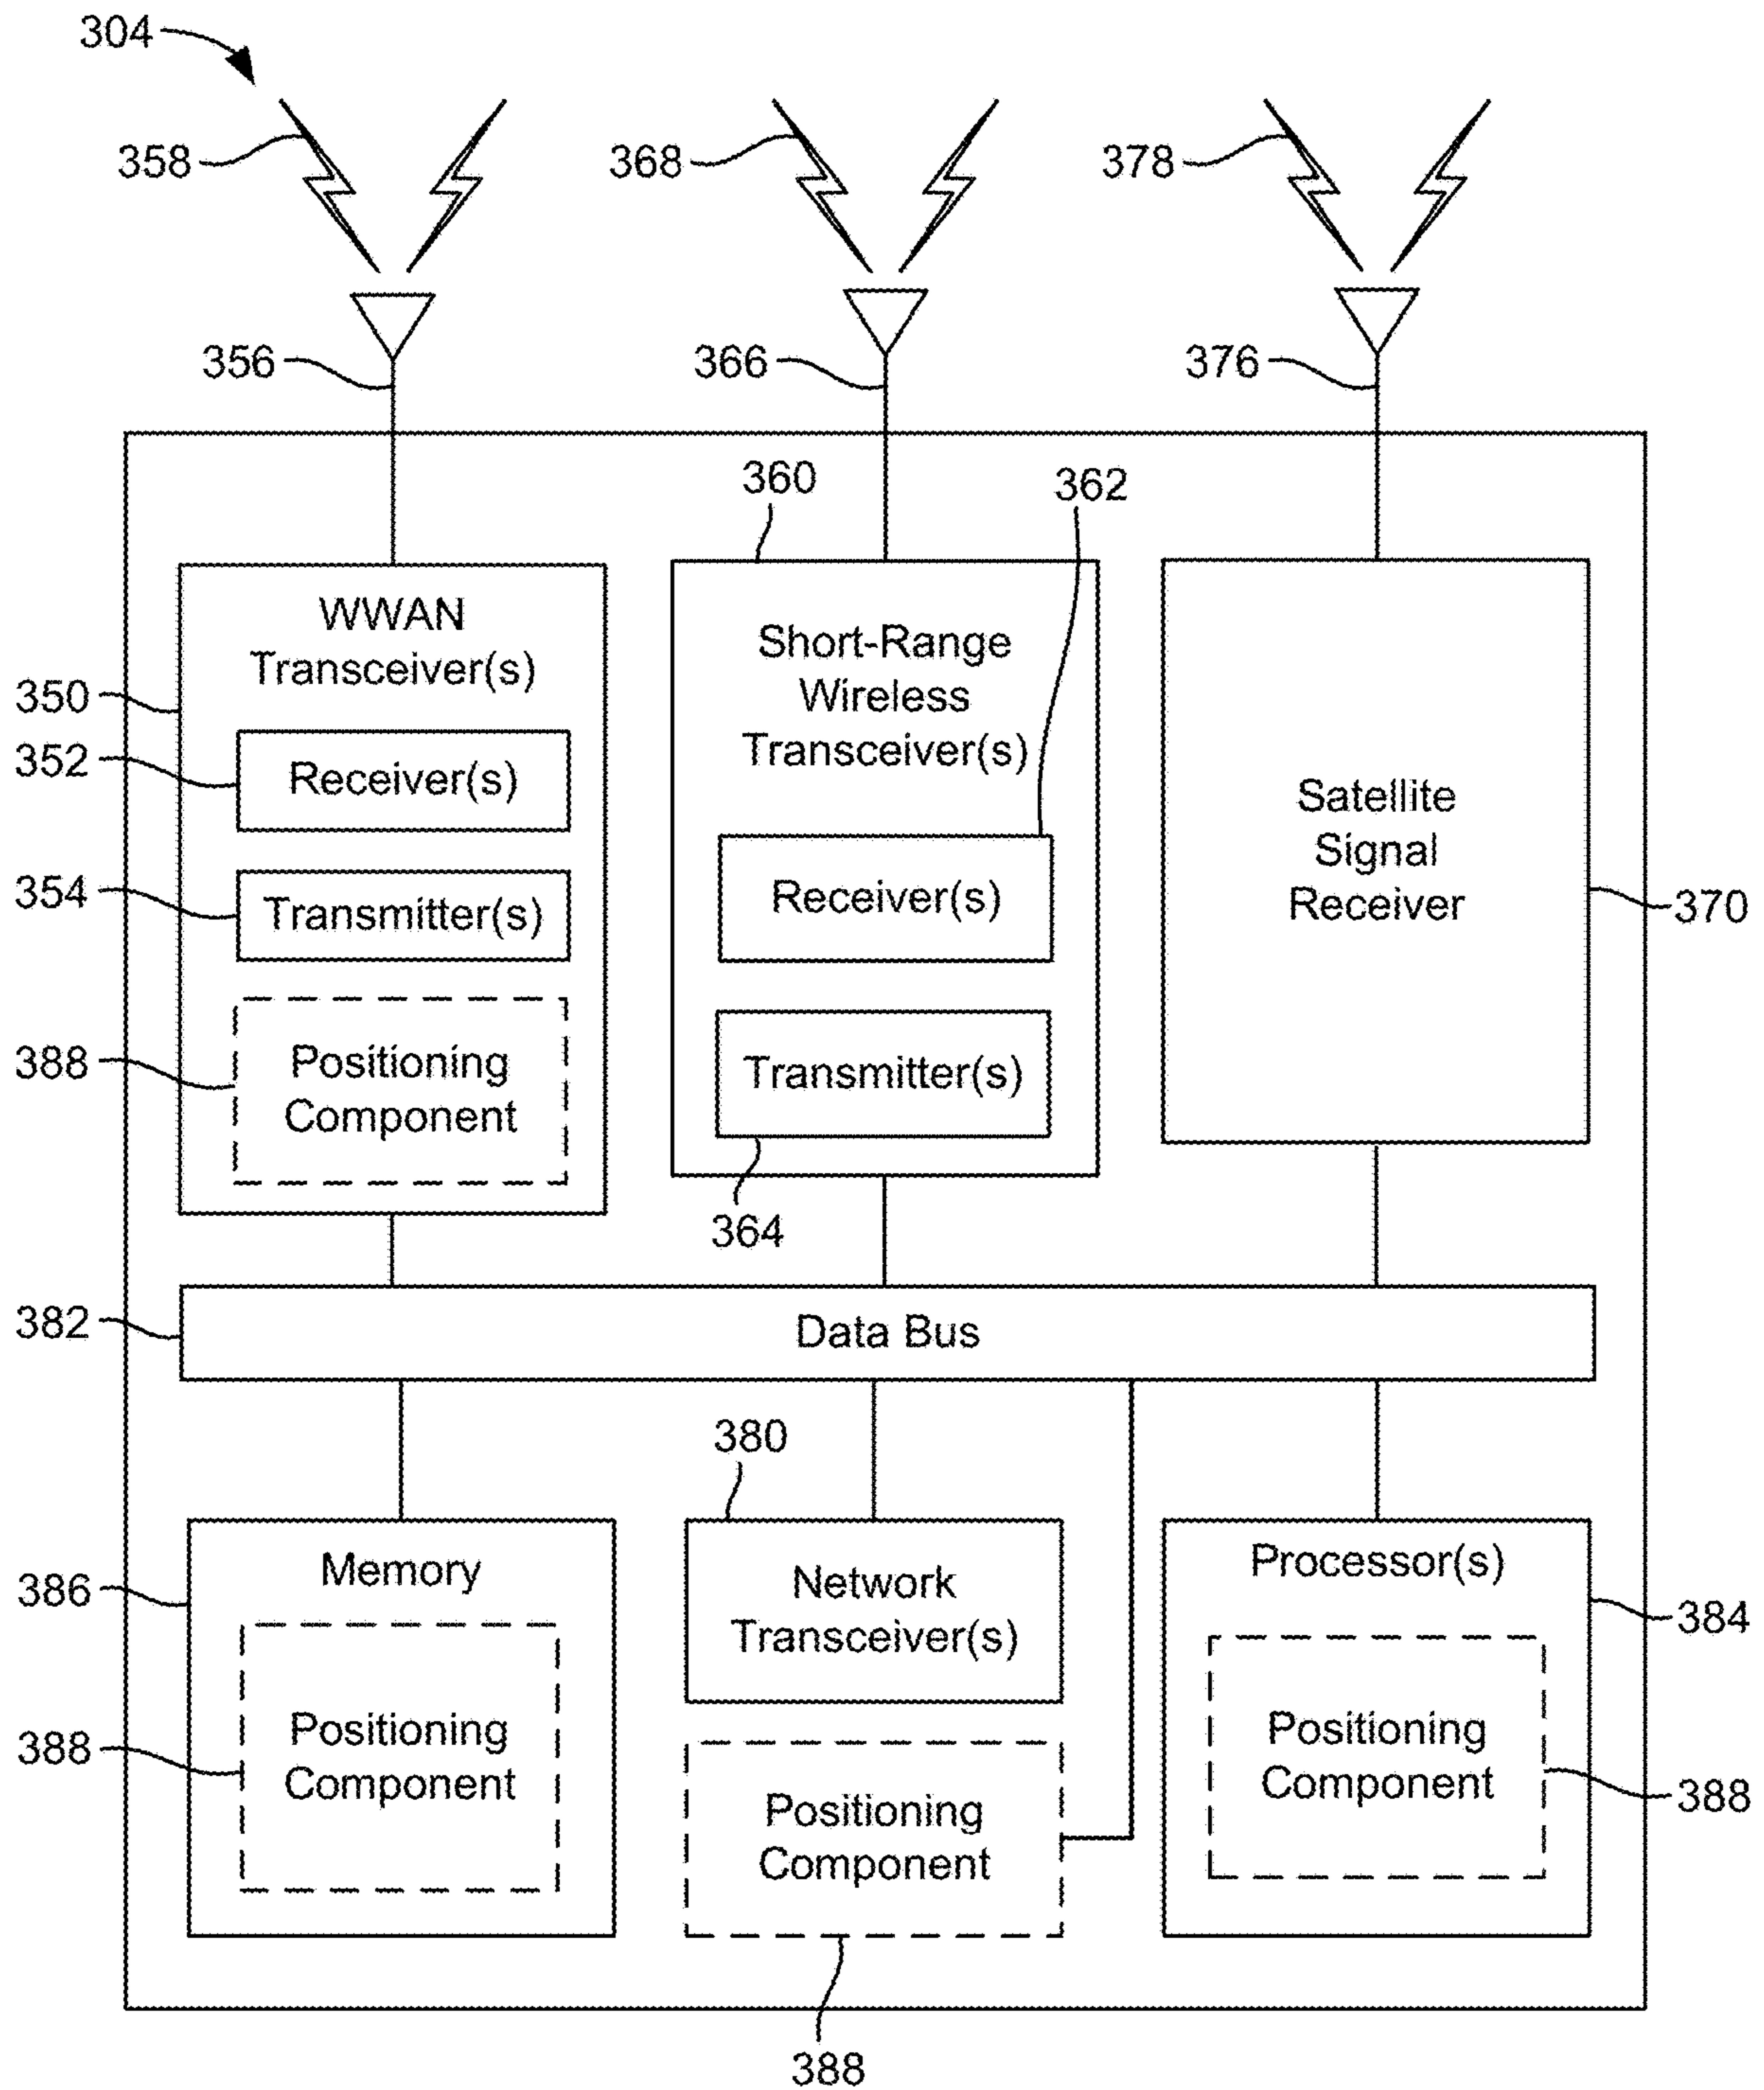 304
358
368
378
356
366
376
360
362
WWAN
Transceiver(s)
350
352
Receiver(s)
354
Transmitter(s)
388
Positioning
Component
Short-Range
Wireless
Transceiver(s)
Receiver(s)
Transmitter(s)
364
Satellite
Signal
Receiver
370
382
Data Bus
380
386
Memory
388
Positioning
Component
Network
Transceiver(s)
Positioning
Component
388
Processor(s)
384
Positioning
Component
388